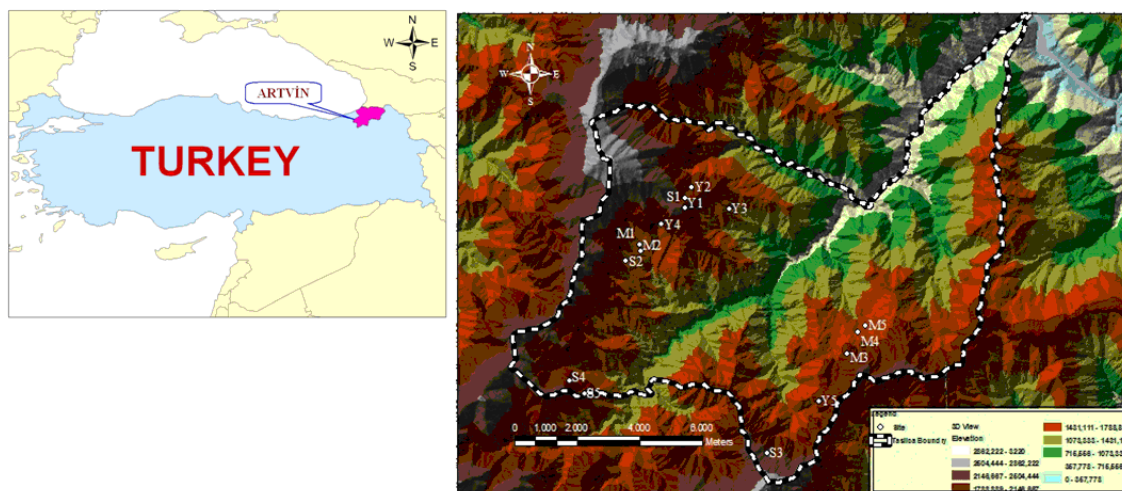 N
W E
S
ARTVİN
TURKEY
N
W E
S
Y2
S1
Y1
Y3
Y4
M1
M2
S2
M5
M4
M3
S4
S5
Y5
S3
0 1.000 2.000 4.000 6.000
Meters
Legend
Site
Boundary
3D View
Elevation
2862,222 - 3220
2504,444 - 2862,222
2146,667 - 2504,444
1431,111 - 1788,8
1073,333 - 1431,1
715,556 - 1073,33
357,778 - 715,556
0 - 357,778